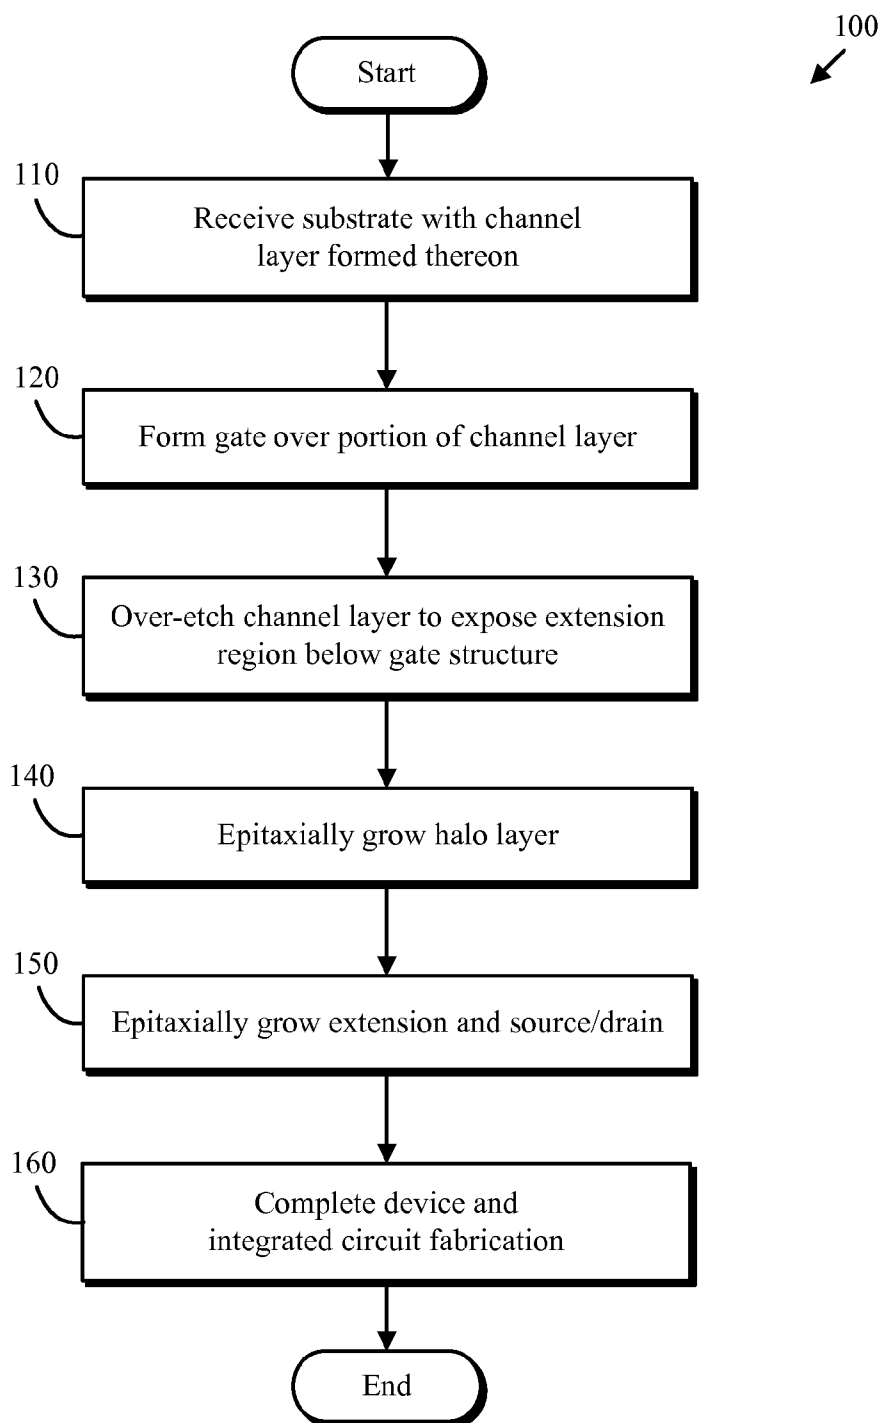 100
Start
110
Receive substrate with channel
layer formed thereon
120
Form gate over portion of channel layer
130
Over-etch channel layer to expose extension
region below gate structure
140
Epitaxially grow halo layer
150
Epitaxially grow extension and source/drain
160
Complete device and
integrated circuit fabrication
End